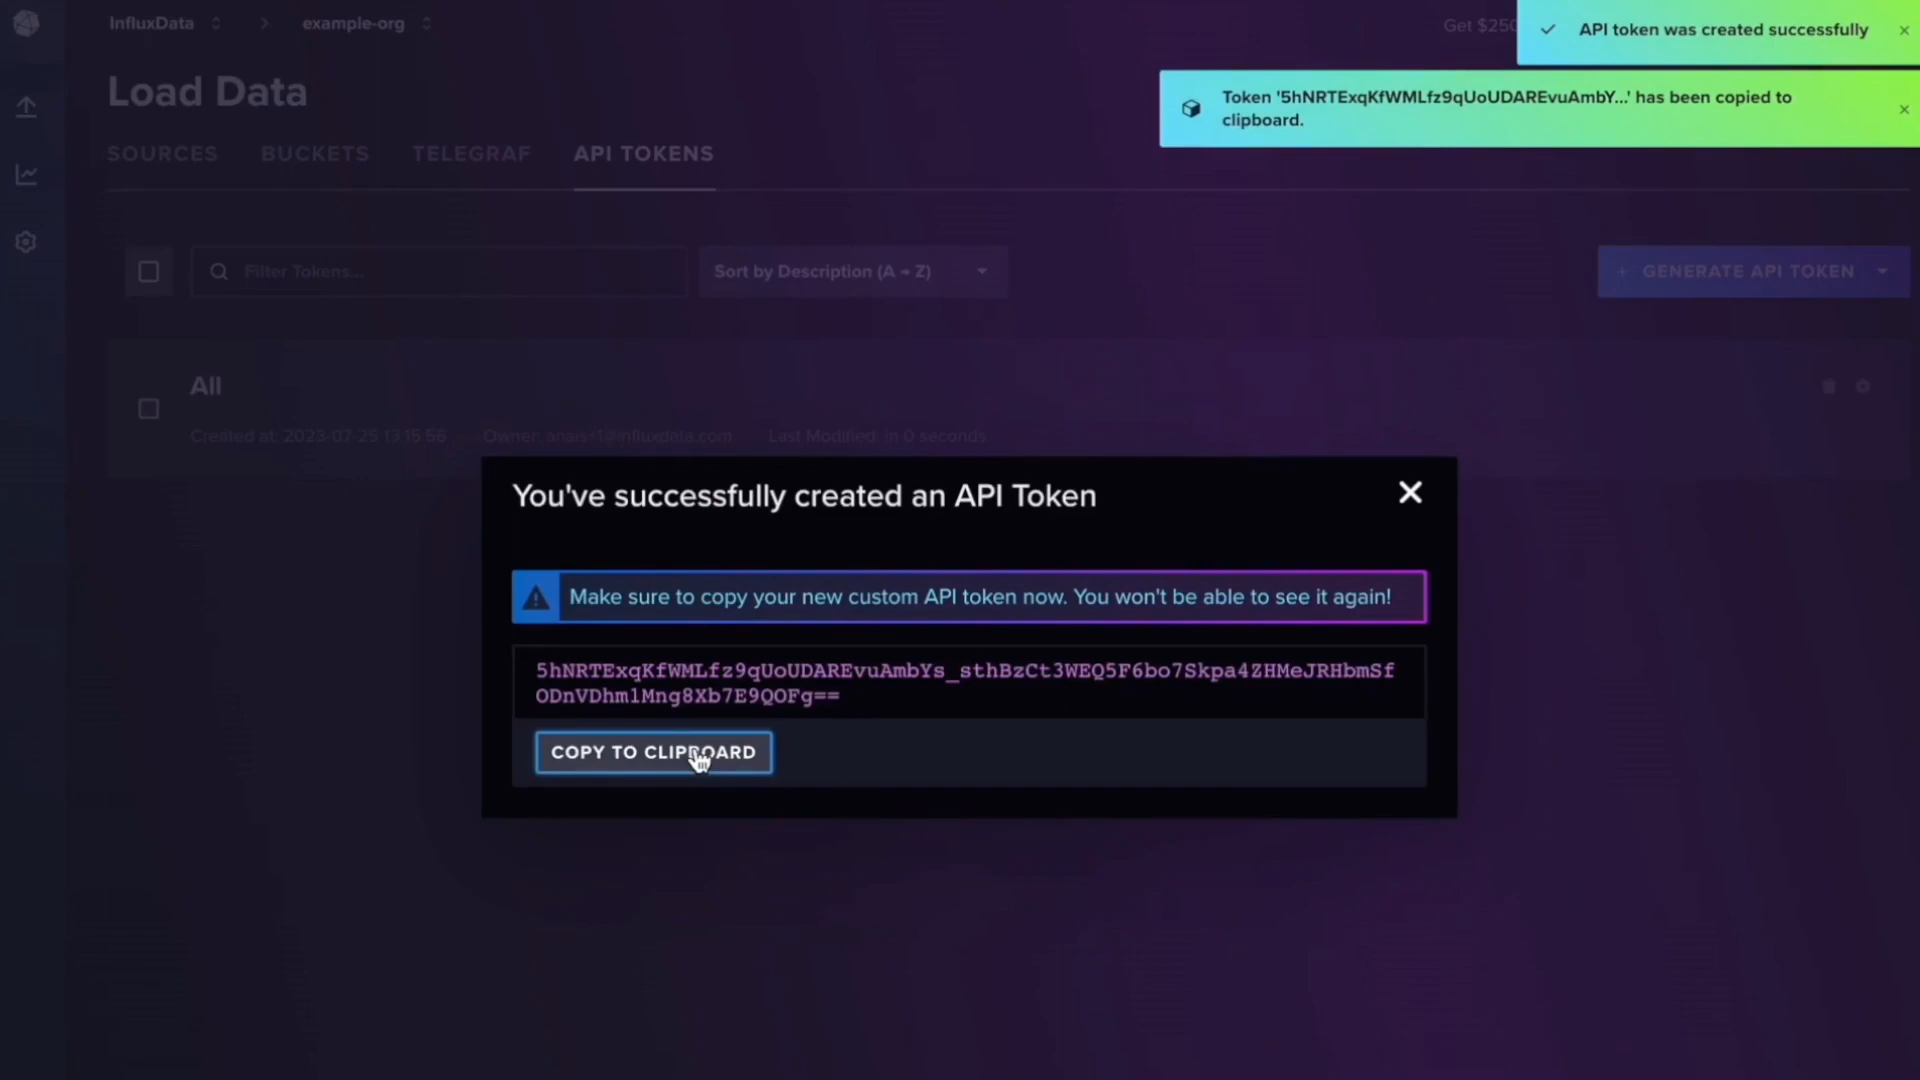 InfluxData
example-org
Get $250
API token was created successfully
Load Data
Token '5hNRTExqKfWMLfz9qUoUDAREvuAmbY...' has been copied to
clipboard.
SOURCES
BUCKETS
TELEGRAF
API TOKENS
Filter Tokens...
Sort by Description (A → Z)
+ GENERATE API TOKEN
All
Created at: 2023-07-25 13:15:56
Owner: anais+1@influxdata.com
Last Modified: in 0 seconds
You've successfully created an API Token
Make sure to copy your new custom API token now. You won't be able to see it again!
5hNRTExqKfWMLfz9qUoUDAREvuAmbYs_sthBzCt3WEQ5F6bo7Skpa4ZHMeJRHbmSf
ODnVDhm1Mng8Xb7E9QOFg==
COPY TO CLIPBOARD